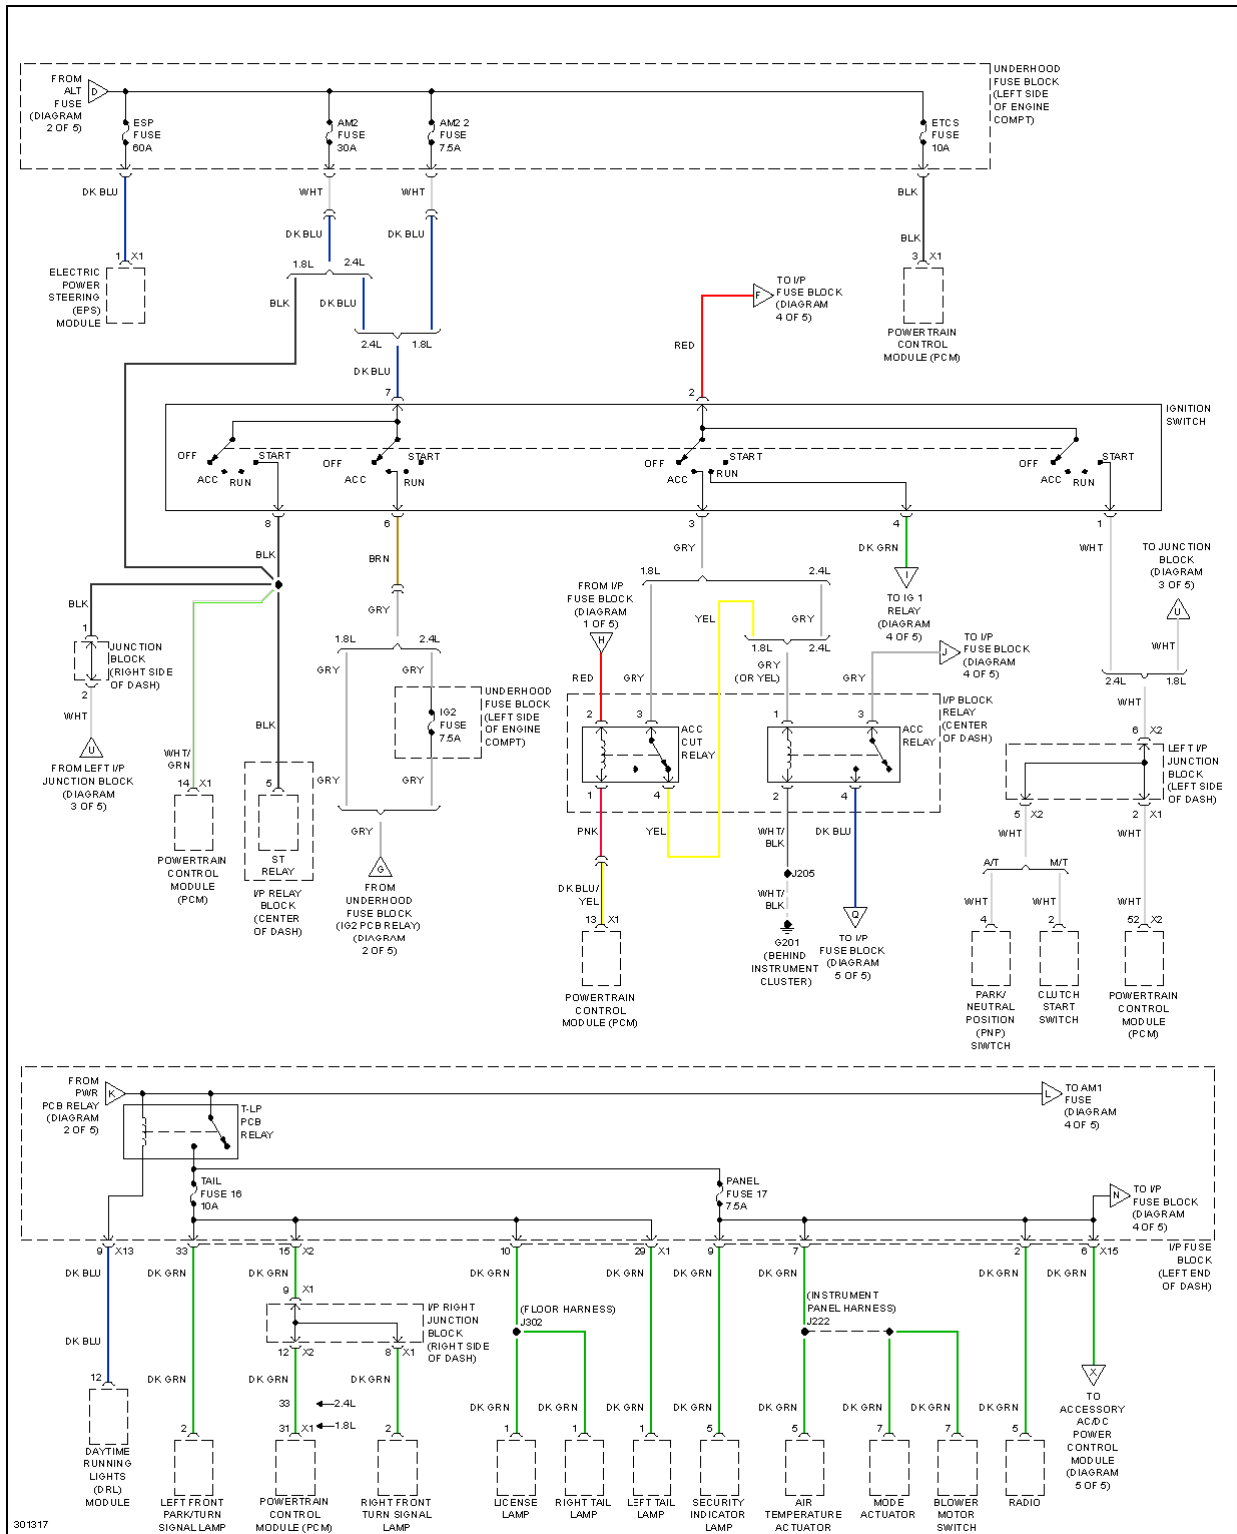 FROM
ALT
FUSE
(DIAGRAM
2 OF 5)
D
ESP
FUSE
60A
AM2
FUSE
30A
AM2 2
FUSE
7.5A
ETCS
FUSE
10A
UNDERHOOD
FUSE BLOCK
(LEFT SIDE
OF ENGINE
COMPT)
DK BLU
WHT
WHT
BLK
DK BLU
DK BLU
BLK
1 X1
3 X1
ELECTRIC
POWER
STEERING
(EPS)
MODULE
1.8L
2.4L
BLK
DK BLU
2.4L
1.8L
DK BLU
7
TO I/P
FUSE BLOCK
(DIAGRAM
4 OF 5)
F
RED
2
POWERTRAIN
CONTROL
MODULE (PCM)
IGNITION
SWITCH
OFF
ACC
RUN
START
OFF
ACC
RUN
START
OFF
ACC
RUN
START
OFF
ACC
RUN
START
8
6
3
4
1
BLK
BRN
GRY
DK GRN
WHT
TO JUNCTION
BLOCK
(DIAGRAM
3 OF 5)
U
WHT
BLK
1
JUNCTION
BLOCK
(RIGHT SIDE
OF DASH)
2
WHT
U
FROM LEFT I/P
JUNCTION BLOCK
(DIAGRAM
3 OF 5)
WHT/
GRN
14 X1
POWERTRAIN
CONTROL
MODULE
(PCM)
BLK
5
ST
RELAY
I/P RELAY
BLOCK
(CENTER
OF DASH)
GRY
1.8L
2.4L
GRY
GRY
IG2
FUSE
7.5A
UNDERHOOD
FUSE BLOCK
(LEFT SIDE
OF ENGINE
COMPT)
GRY
GRY
GRY
G
FROM
UNDERHOOD
FUSE BLOCK
(IG2 PCB RELAY)
(DIAGRAM
2 OF 5)
FROM I/P
FUSE BLOCK
(DIAGRAM
1 OF 5)
H
RED
1.8L
2.4L
YEL
GRY
1.8L
2.4L
GRY
GRY
(OR YEL)
GRY
I
TO IG 1
RELAY
(DIAGRAM
4 OF 5)
J
TO I/P
FUSE BLOCK
(DIAGRAM
4 OF 5)
2
3
1
3
ACC
CUT
RELAY
ACC
RELAY
I/P BLOCK
RELAY
(CENTER
OF DASH)
1
4
2
4
PNK
YEL
WHT/
BLK
DK BLU
DK BLU/
YEL
13 X1
POWERTRAIN
CONTROL
MODULE (PCM)
J205
WHT/
BLK
G201
(BEHIND
INSTRUMENT
CLUSTER)
Q
TO I/P
FUSE BLOCK
(DIAGRAM
5 OF 5)
2.4L
1.8L
WHT
6 X2
LEFT I/P
JUNCTION
BLOCK
(LEFT SIDE
OF DASH)
5 X2
2 X1
WHT
WHT
A/T
M/T
WHT
WHT
WHT
4
2
52 X2
PARK/
NEUTRAL
POSITION
(PNP)
SIWTCH
CLUTCH
START
SWITCH
POWERTRAIN
CONTROL
MODULE
(PCM)
FROM
PWR
PCB RELAY
(DIAGRAM
2 OF 5)
K
T-LP
PCB
RELAY
L
TO AM1
FUSE
(DIAGRAM
4 OF 5)
TAIL
FUSE 16
10A
PANEL
FUSE 17
7.5A
N
TO I/P
FUSE BLOCK
(DIAGRAM
4 OF 5)
9 X13
33
15 X2
10
29 X1
9
7
2
6 X15
I/P FUSE
BLOCK
(LEFT END
OF DASH)
DK BLU
DK GRN
DK GRN
DK GRN
DK GRN
DK GRN
DK GRN
DK GRN
DK GRN
9 X1
I/P RIGHT
JUNCTION
BLOCK
(RIGHT SIDE
OF DASH)
(FLOOR HARNESS)
J302
(INSTRUMENT
PANEL HARNESS)
J222
DK BLU
12 X2
8 X1
X
TO
ACCESSORY
AC/DC
POWER
CONTROL
MODULE
(DIAGRAM
5 OF 5)
12
DK GRN
DK GRN
DK GRN
33
2.4L
31 X1
1.8L
DK GRN
DK GRN
DK GRN
DK GRN
DK GRN
DK GRN
DK GRN
DK GRN
2
2
1
1
1
5
5
7
7
5
DAYTIME
RUNNING
LIGHTS
(DRL)
MODULE
LEFT FRONT
PARK/TURN
SIGNAL LAMP
POWERTRAIN
CONTROL
MODULE (PCM)
RIGHT FRONT
TURN SIGNAL
LAMP
LICENSE
LAMP
RIGHT TAIL
LAMP
LEFT TAIL
LAMP
SECURITY
INDICATOR
LAMP
AIR
TEMPERATURE
ACTUATOR
MODE
ACTUATOR
BLOWER
MOTOR
SWITCH
RADIO
301317